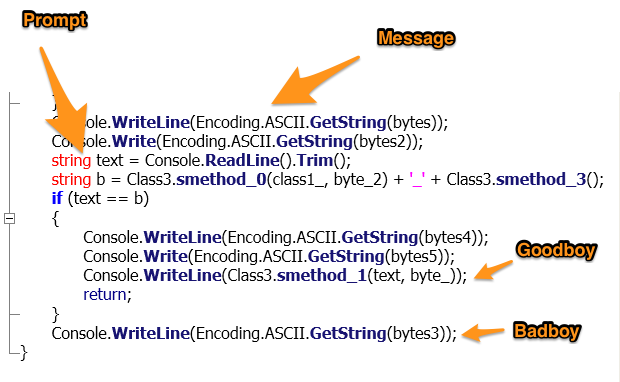 Prompt
Message
}
Console.WriteLine(Encoding.ASCII.GetString(bytes));
Console.Write(Encoding.ASCII.GetString(bytes2));
string text = Console.ReadLine().Trim();
string b = Class3.smethod_0(class1_, byte_2) + '_' + Class3.smethod_3();
if (text == b)
{
Console.WriteLine(Encoding.ASCII.GetString(bytes4));
Console.Write(Encoding.ASCII.GetString(bytes5));
Goodboy
Console.WriteLine(Class3.smethod_1(text, byte_));
return;
}
Badboy
Console.WriteLine(Encoding.ASCII.GetString(bytes3));
}